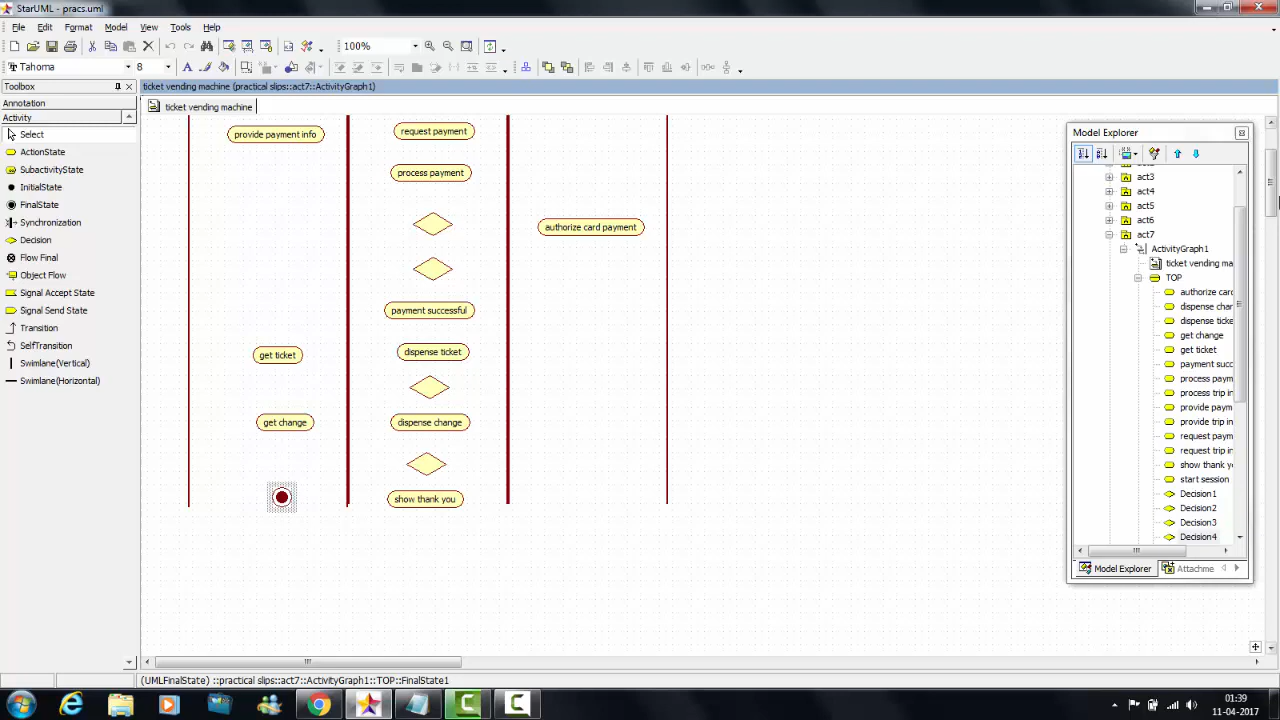 StarUML - pracs.uml
File Edit Format Model View Tools Help
100%
Tahoma 8
Toolbox
Annotation
Activity
Select
ActionState
SubactivityState
InitialState
FinalState
Synchronization
Decision
Flow Final
Object Flow
Signal Accept State
Signal Send State
Transition
SelfTransition
Swimlane(Vertical)
Swimlane(Horizontal)
ticket vending machine (practical slips::act7::ActivityGraph1)
ticket vending machine
provide payment info
request payment
process payment
authorize card payment
payment successful
get ticket
dispense ticket
get change
dispense change
show thank you
Model Explorer
act3
act4
act5
act6
act7
ActivityGraph1
ticket vending ma
TOP
authorize card
dispense char
dispense ticke
get change
get ticket
payment succ
process paym
process trip in
provide paym
provide trip in
request paym
request trip in
show thank y
start session
Decision1
Decision2
Decision3
Decision4
Model Explorer Attachme
(UMLFinalState) ::practical slips::act7::ActivityGraph1::TOP::FinalState1
01:39
11-04-2017